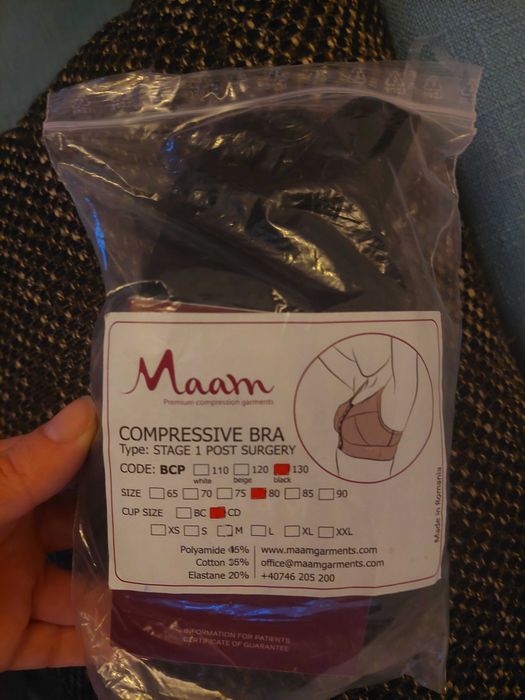 Maam
Premium compression garments
COMPRESSIVE BRA
Type: STAGE 1 POST SURGERY
CODE: BCP 110 120 130
white beige black
SIZE 65 70 75 80 85 90
CUP SIZE BC CD
XS S M L XL XXL
Polyamide 45% www.maamgarments.com
Cotton 35% office@maamgarments.com
Elastane 20% +40746 205 200
Made in Romania
INFORMATION FOR PATIENTS
CERTIFICATE OF GUARANTEE